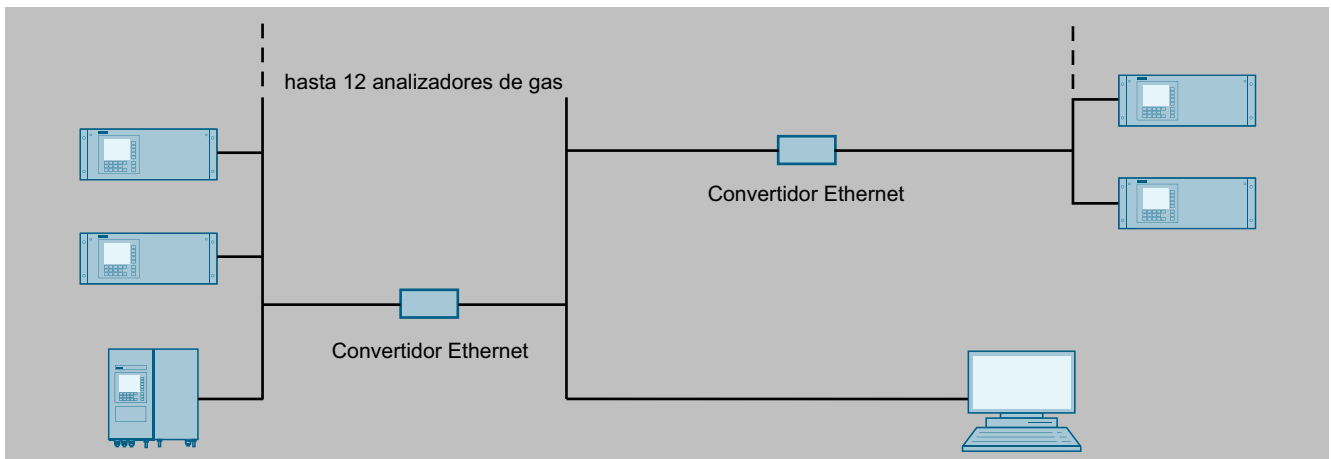 hasta 12 analizadores de gas
Convertidor Ethernet
Convertidor Ethernet